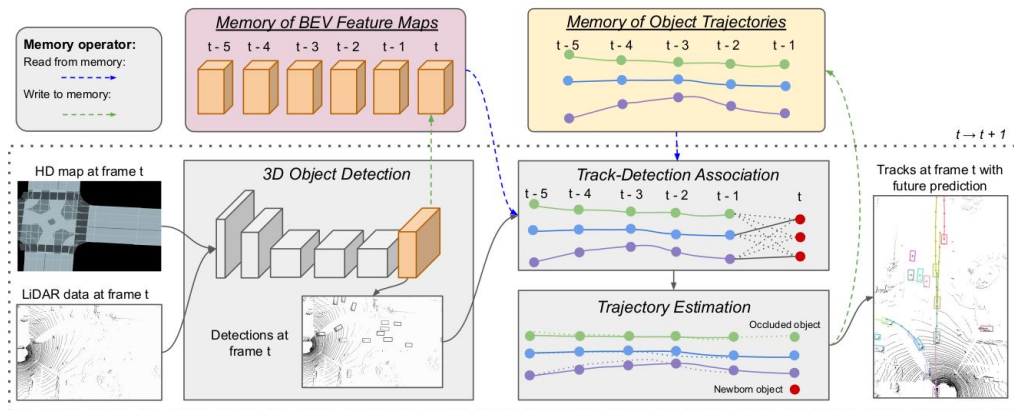 Memory operator:
Read from memory:
Write to memory:
Memory of BEV Feature Maps
t - 5 t - 4 t - 3 t - 2 t - 1 t
Memory of Object Trajectories
t - 5 t - 4 t - 3 t - 2 t - 1
t → t + 1
HD map at frame t
LiDAR data at frame t
3D Object Detection
Detections at
frame t
Track-Detection Association
t - 5 t - 4 t - 3 t - 2 t - 1 t
Trajectory Estimation
Occluded object
Newborn object
Tracks at frame t with
future prediction